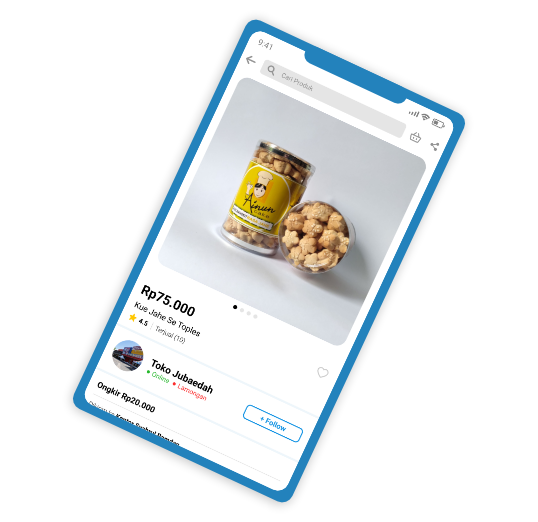 9.41
Cari Produk
Ainun
Rp75.000
Kue Jahe Se Toples
4.5
Terjual (10)
Toko Jubaedah
Online
Lamongan
+ Follow
Ongkir Rp20.000